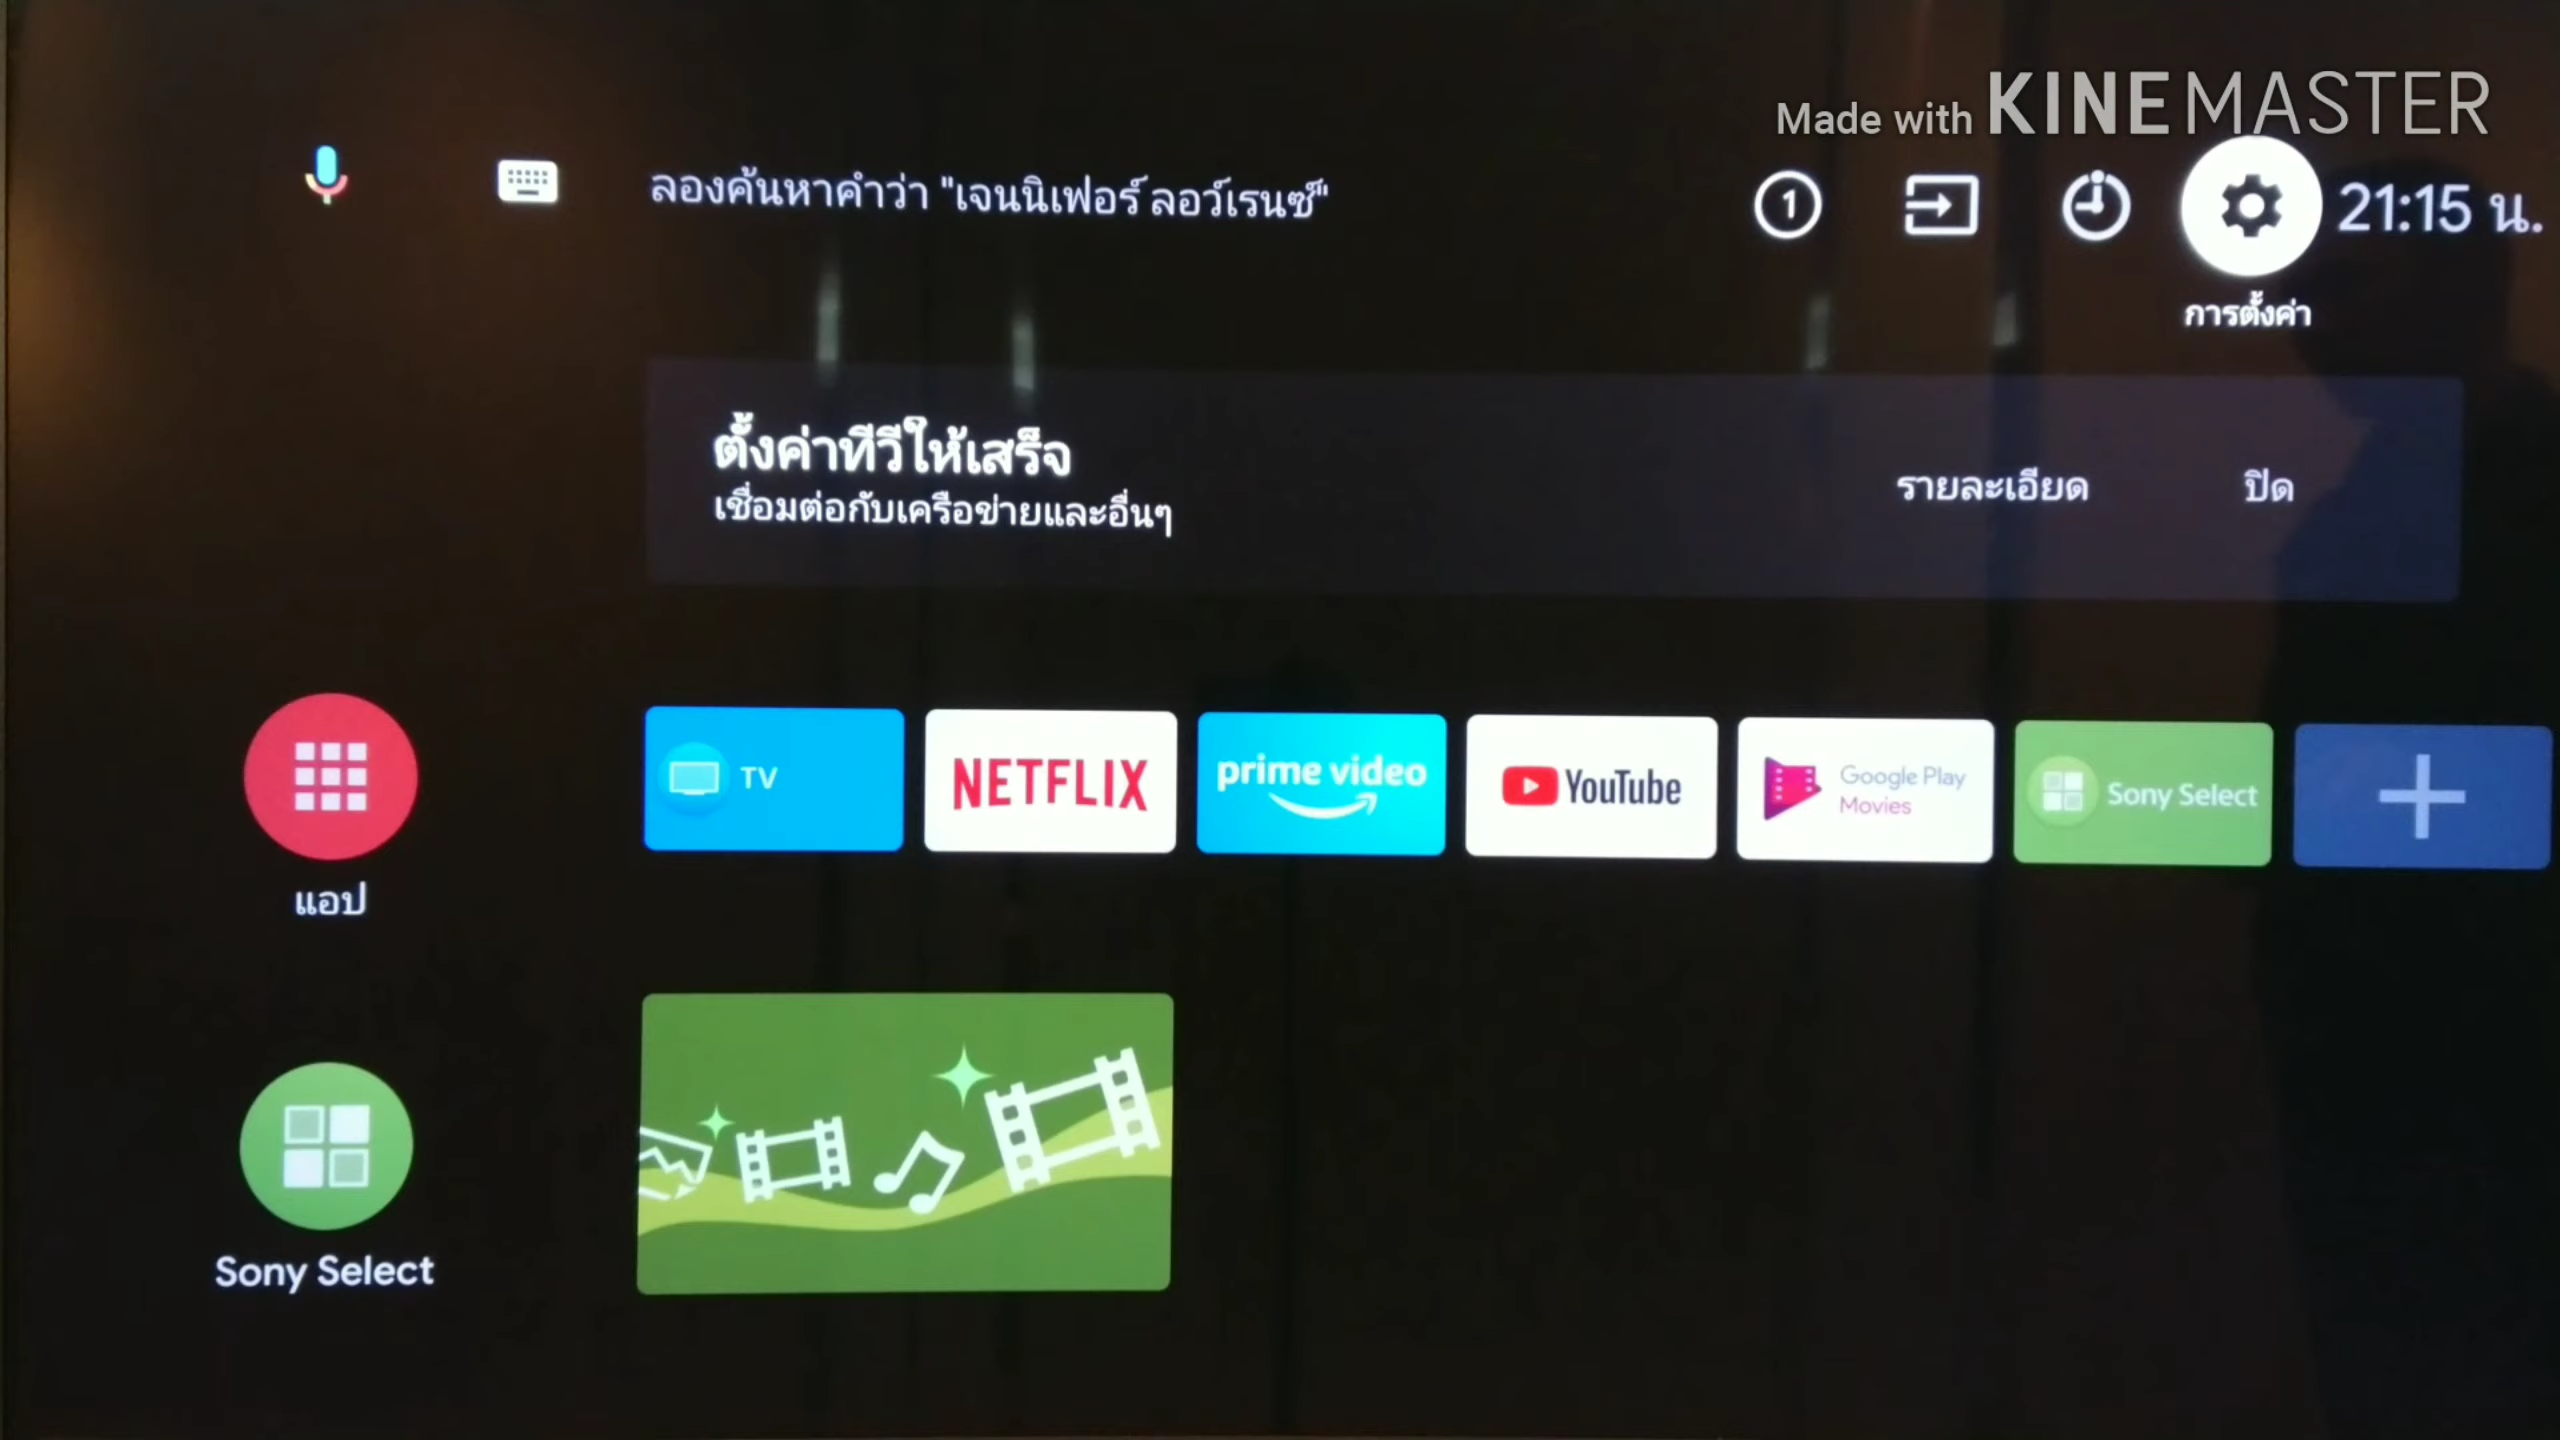 Made with KINEMASTER
ลองค้นหาคำว่า "เจนนิเฟอร์ ลอว์เรนซ์"
1
21:15 น.
การตั้งค่า
ตั้งค่าทีวีให้เสร็จ
เชื่อมต่อกับเครือข่ายและอื่นๆ
รายละเอียด
ปิด
แอป
TV
NETFLIX
prime video
YouTube
Google Play
Movies
Sony Select
Sony Select